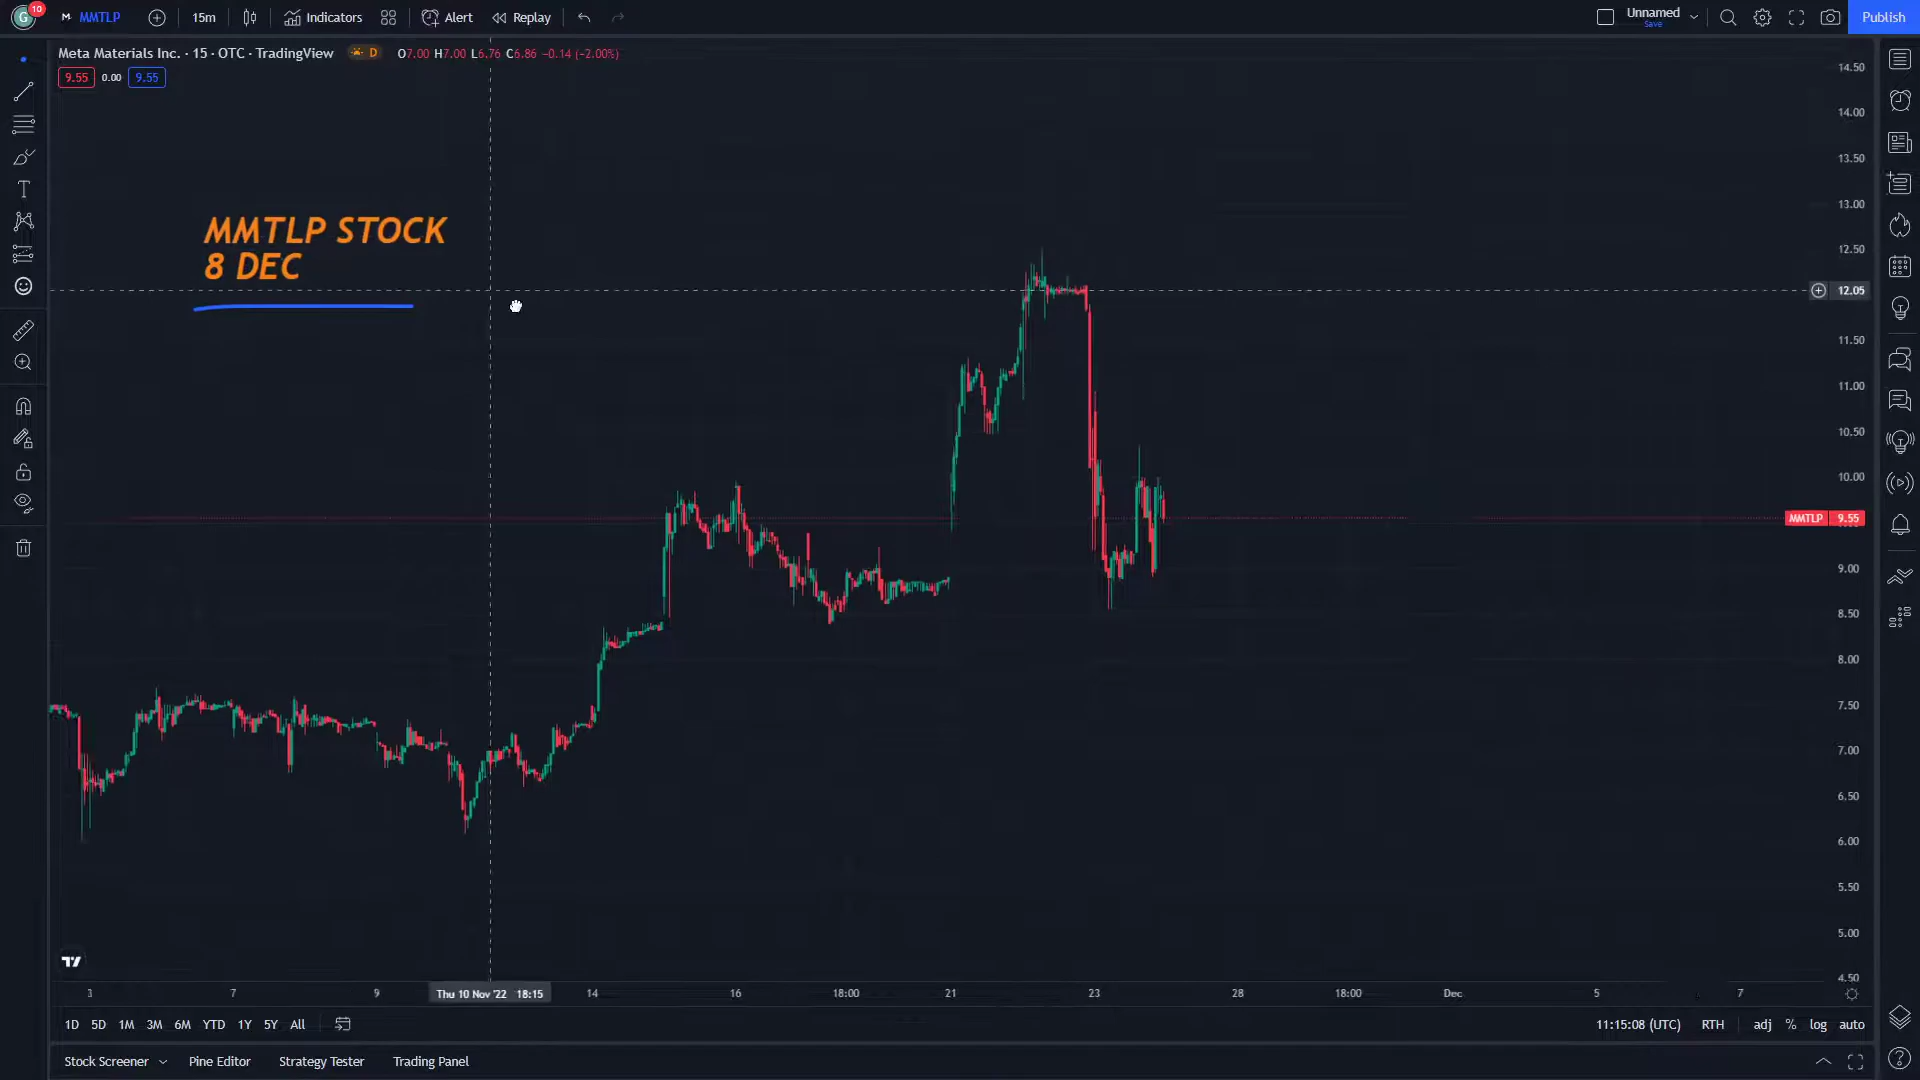 G 10 M MMTLP 15m Indicators Alert Replay Unnamed Save Publish
Meta Materials Inc. · 15 · OTC · TradingView D O7.00 H7.00 L6.76 C6.86 −0.14 (−2.00%)
9.55 0.00 9.55
MMTLP STOCK
8 DEC
14.50
14.00
13.50
13.00
12.50
12.05
11.50
11.00
10.50
10.00
MMTLP 9.55
9.00
8.50
8.00
7.50
7.00
6.50
6.00
5.50
5.00
4.50
3 7 9 Thu 10 Nov '22 18:15 14 16 18:00 21 23 28 18:00 Dec 5 7
1D 5D 1M 3M 6M YTD 1Y 5Y All 11:15:08 (UTC) RTH adj % log auto
Stock Screener Pine Editor Strategy Tester Trading Panel